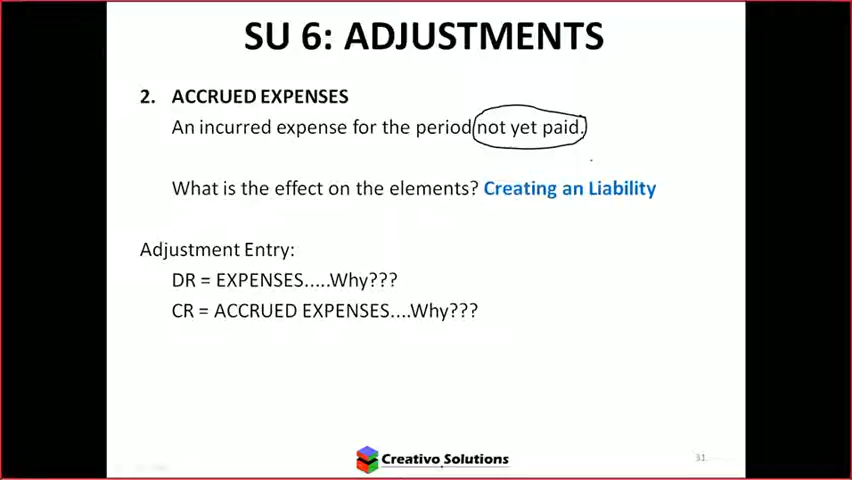 SU 6: ADJUSTMENTS
2. ACCRUED EXPENSES
An incurred expense for the period not yet paid.
What is the effect on the elements? Creating an Liability
Adjustment Entry:
DR = EXPENSES.....Why???
CR = ACCRUED EXPENSES....Why???
Creativo Solutions
31